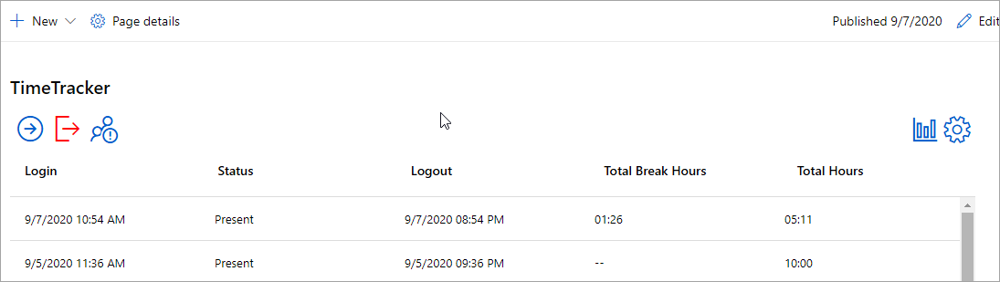 New Page details Published 9/7/2020 Edit
TimeTracker
Login Status Logout Total Break Hours Total Hours
9/7/2020 10:54 AM Present 9/7/2020 08:54 PM 01:26 05:11
9/5/2020 11:36 AM Present 9/5/2020 09:36 PM -- 10:00